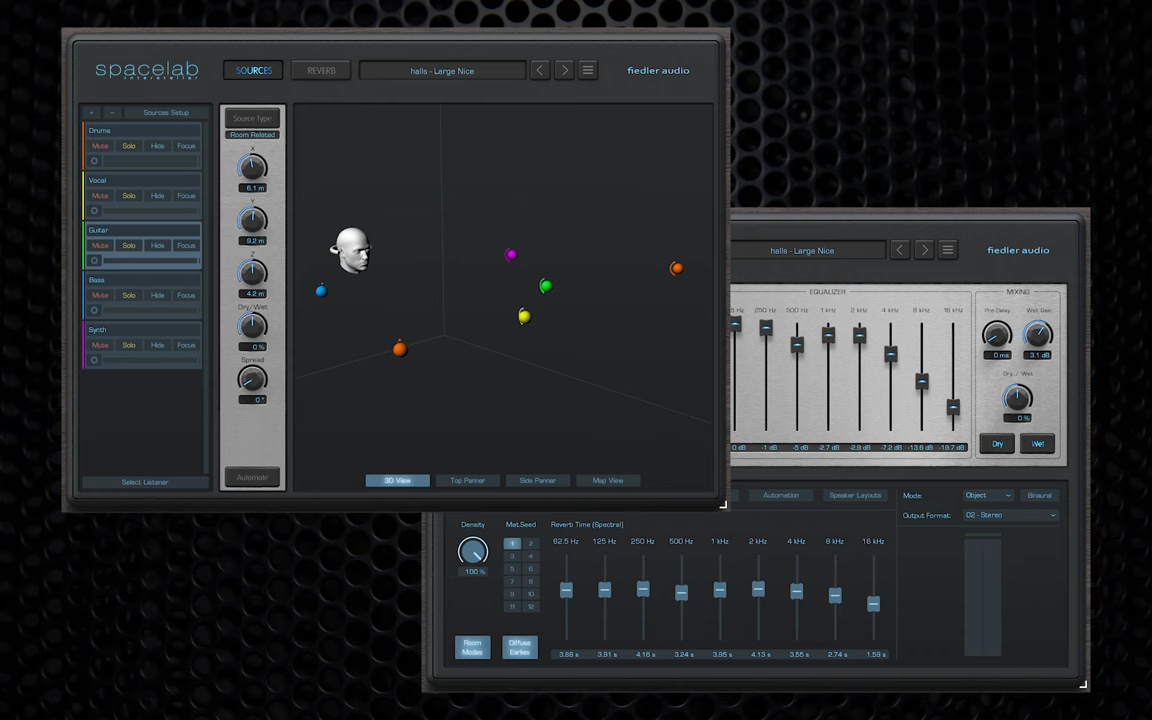 spacelab
interstellar
SOURCES
REVERB
halls - Large Nice
fiedler audio
+ - Sources Setup
Drums
Mute Solo Hide Focus
Vocal
Mute Solo Hide Focus
Guitar
Mute Solo Hide Focus
Bass
Mute Solo Hide Focus
Synth
Mute Solo Hide Focus
Select Listener
Source Type
Room Related
X
6.1 m
Y
9.2 m
Z
4.2 m
Dry/Wet
0 %
Spread
0 °
Automate
3D View Top Panner Side Panner Map View
halls - Large Nice
fiedler audio
EQUALIZER
250 Hz 500 Hz 1 kHz 2 kHz 4 kHz 8 kHz 16 kHz
0 dB -1 dB -5 dB -2.7 dB -2.9 dB -7.2 dB -13.6 dB -19.7 dB
MIXING
Pre Delay Wet Gain
0 ms 3.1 dB
Dry / Wet
0 %
Dry Wet
Automation Speaker Layouts
Mode: Object Binaural
Output Format: 02 - Stereo
Density
100 %
Mat.Seed
1 2
3 4
5 6
7 8
9 10
11 12
Room Modes
Diffuse Earlies
Reverb Time [Spectral]
62.5 Hz 125 Hz 250 Hz 500 Hz 1 kHz 2 kHz 4 kHz 8 kHz 16 kHz
3.88 s 3.91 s 4.16 s 3.24 s 3.95 s 4.13 s 3.55 s 2.74 s 1.59 s